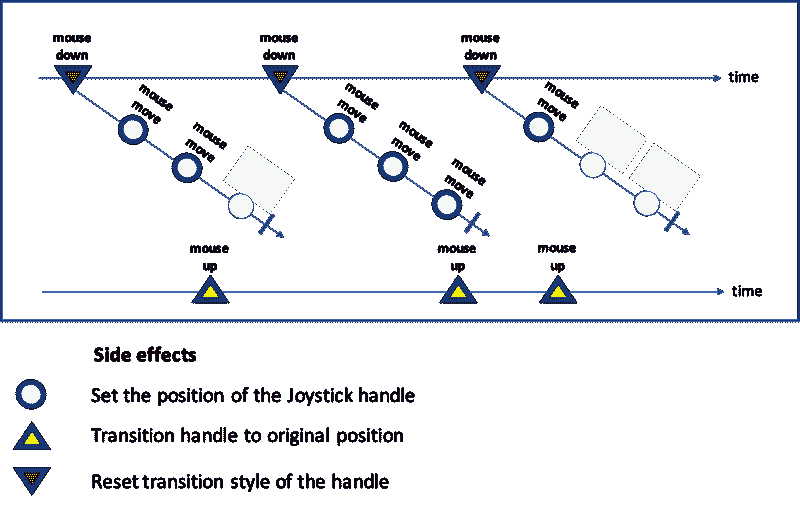 mouse
down
mouse
down
mouse
down
time
mouse
move
mouse
move
mouse
move
mouse
move
mouse
move
mouse
move
mouse
up
mouse
up
mouse
up
time
Side effects
Set the position of the Joystick handle
Transition handle to original position
Reset transition style of the handle